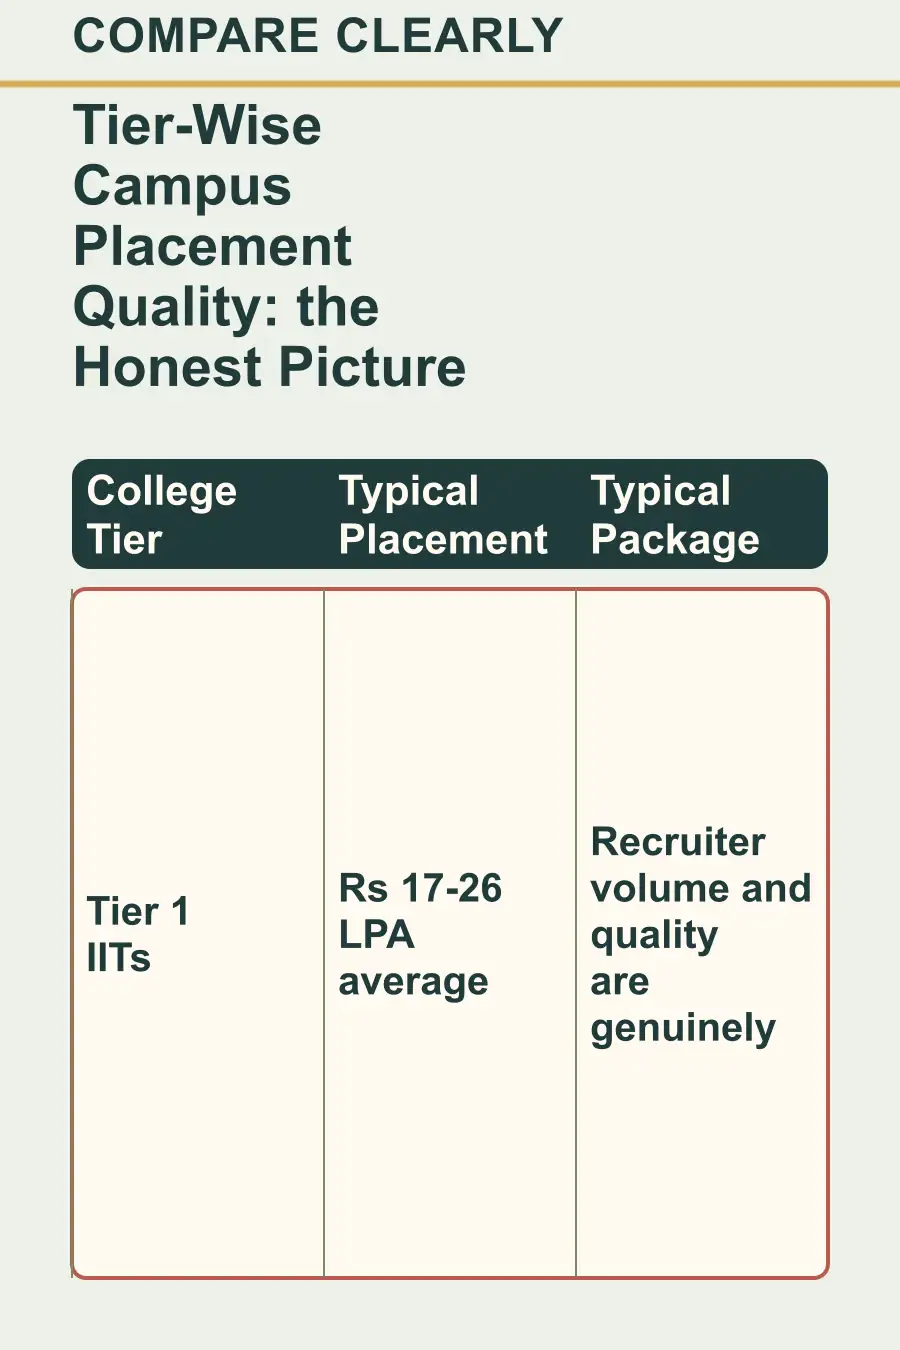 COMPARE CLEARLY
Tier-Wise
Campus
Placement
Quality: the
Honest Picture
College
Tier
Typical
Placement
Typical
Package
Tier 1
IITs
Rs 17-26
LPA
average
Recruiter
volume and
quality
are
genuinely